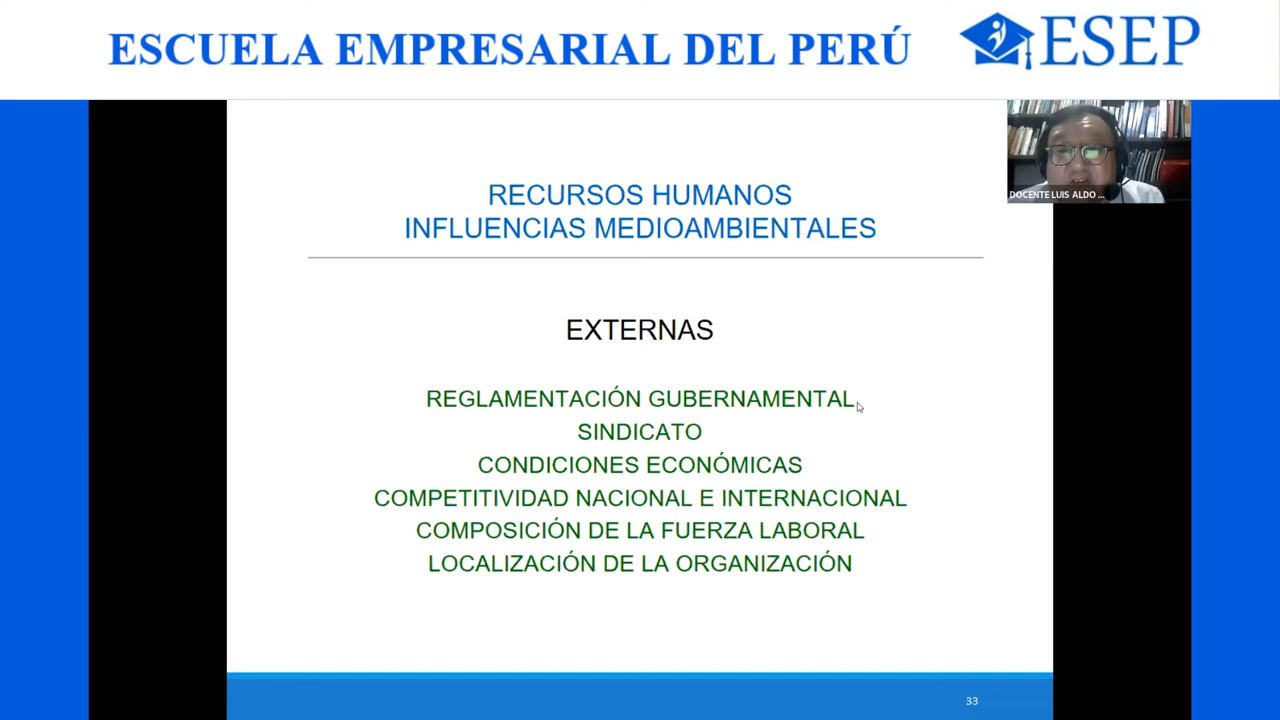 ESCUELA EMPRESARIAL DEL PERÚ
ESEP
DOCENTE LUIS ALDO ...
RECURSOS HUMANOS
INFLUENCIAS MEDIOAMBIENTALES
EXTERNAS
REGLAMENTACIÓN GUBERNAMENTAL
SINDICATO
CONDICIONES ECONÓMICAS
COMPETITIVIDAD NACIONAL E INTERNACIONAL
COMPOSICIÓN DE LA FUERZA LABORAL
LOCALIZACIÓN DE LA ORGANIZACIÓN
33